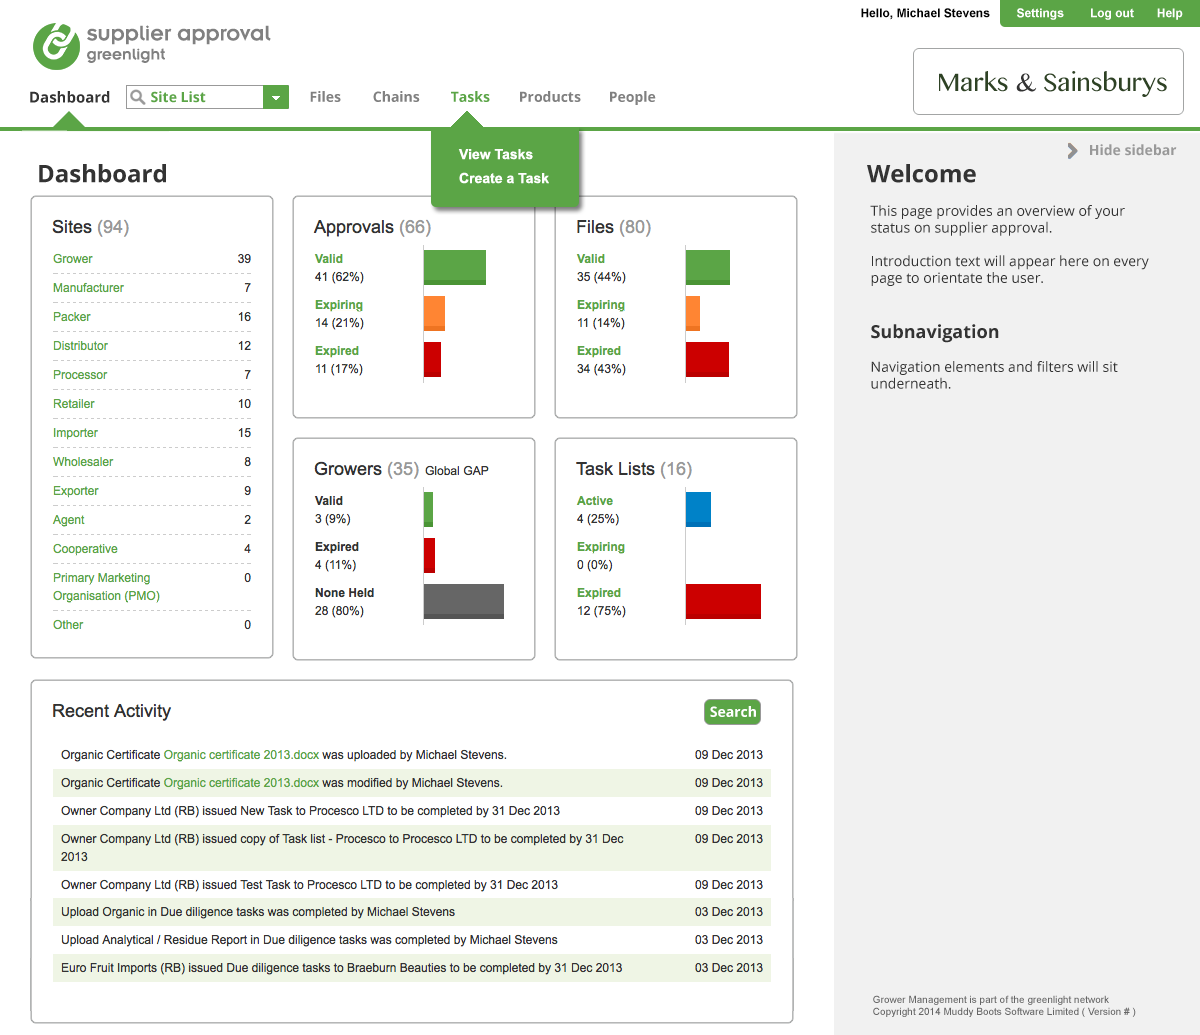 Hello, Michael Stevens
Settings
Log out
Help
supplier approval
greenlight
Marks & Sainsburys
Dashboard
Site List
Files
Chains
Tasks
Products
People
View Tasks
Create a Task
Hide sidebar
Dashboard
Sites (94)
Grower 39
Manufacturer 7
Packer 16
Distributor 12
Processor 7
Retailer 10
Importer 15
Wholesaler 8
Exporter 9
Agent 2
Cooperative 4
Primary Marketing 0
Organisation (PMO)
Other 0
Approvals (66)
Valid
41 (62%)
Expiring
14 (21%)
Expired
11 (17%)
Files (80)
Valid
35 (44%)
Expiring
11 (14%)
Expired
34 (43%)
Growers (35) Global GAP
Valid
3 (9%)
Expired
4 (11%)
None Held
28 (80%)
Task Lists (16)
Active
4 (25%)
Expiring
0 (0%)
Expired
12 (75%)
Recent Activity
Search
Organic Certificate Organic certificate 2013.docx was uploaded by Michael Stevens. 09 Dec 2013
Organic Certificate Organic certificate 2013.docx was modified by Michael Stevens. 09 Dec 2013
Owner Company Ltd (RB) issued New Task to Procesco LTD to be completed by 31 Dec 2013 09 Dec 2013
Owner Company Ltd (RB) issued copy of Task list - Procesco to Procesco LTD to be completed by 31 Dec 09 Dec 2013
2013
Owner Company Ltd (RB) issued Test Task to Procesco LTD to be completed by 31 Dec 2013 09 Dec 2013
Upload Organic in Due diligence tasks was completed by Michael Stevens 03 Dec 2013
Upload Analytical / Residue Report in Due diligence tasks was completed by Michael Stevens 03 Dec 2013
Euro Fruit Imports (RB) issued Due diligence tasks to Braeburn Beauties to be completed by 31 Dec 2013 03 Dec 2013
Welcome
This page provides an overview of your
status on supplier approval.
Introduction text will appear here on every
page to orientate the user.
Subnavigation
Navigation elements and filters will sit
underneath.
Grower Management is part of the greenlight network
Copyright 2014 Muddy Boots Software Limited ( Version # )